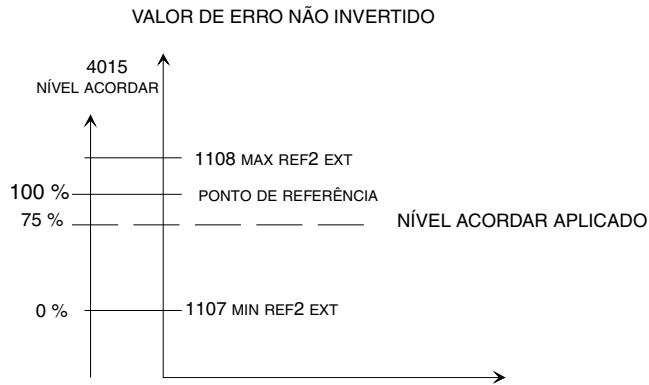 VALOR DE ERRO NÃO INVERTIDO
4015
NÍVEL ACORDAR
1108 MAX REF2 EXT
100 %
PONTO DE REFERÊNCIA
75 %
NÍVEL ACORDAR APLICADO
0 %
1107 MIN REF2 EXT